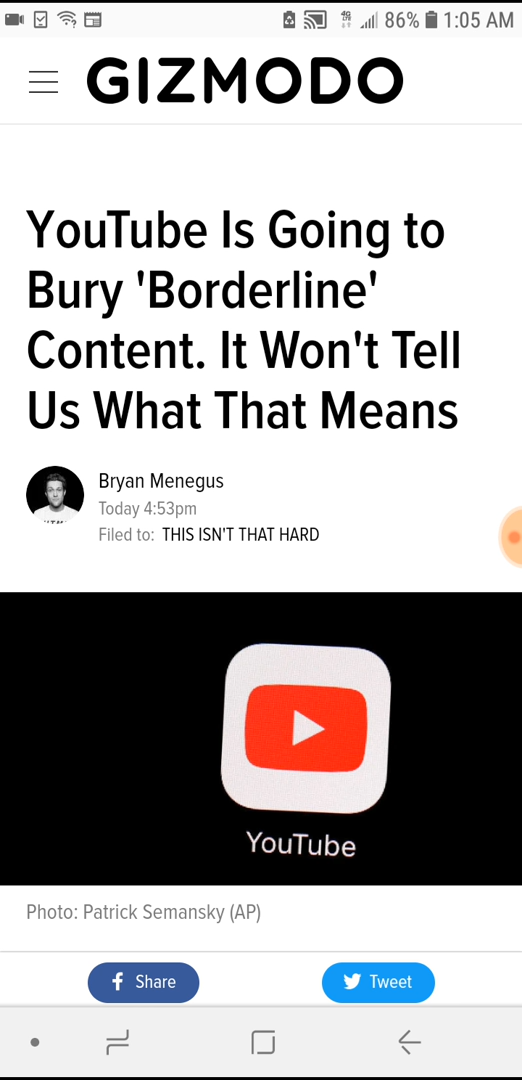 86% 1:05 AM
GIZMODO
YouTube Is Going to
Bury 'Borderline'
Content. It Won't Tell
Us What That Means
Bryan Menegus
Today 4:53pm
Filed to: THIS ISN'T THAT HARD
YouTube
Photo: Patrick Semansky (AP)
Share Tweet